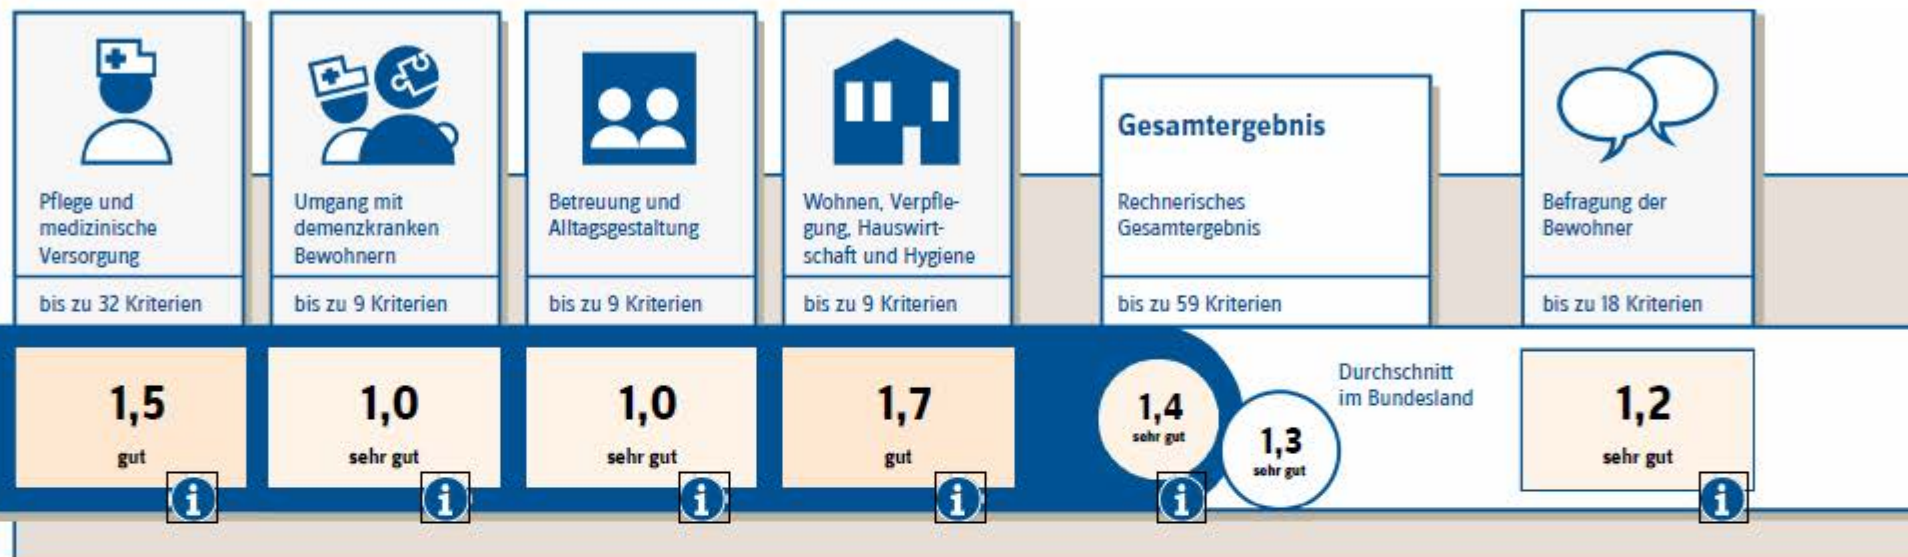 Pflege und
medizinische
Versorgung
bis zu 32 Kriterien
1,5
gut
Umgang mit
demenzkranken
Bewohnern
bis zu 9 Kriterien
1,0
sehr gut
Betreuung und
Alltagsgestaltung
bis zu 9 Kriterien
1,0
sehr gut
Wohnen, Verpfle-
gung, Hauswirt-
schaft und Hygiene
bis zu 9 Kriterien
1,7
gut
Gesamtergebnis
Rechnerisches
Gesamtergebnis
bis zu 59 Kriterien
1,4
sehr gut
1,3
sehr gut
Durchschnitt
im Bundesland
Befragung der
Bewohner
bis zu 18 Kriterien
1,2
sehr gut